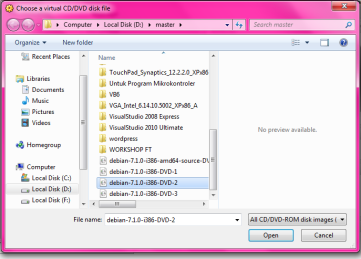 Choose a virtual CD/DVD disk file
Computer ▸ Local Disk (D:) ▸ master ▸
Search master
Organize
New folder
Recent Places
Libraries
Documents
Music
Pictures
Videos
Homegroup
Computer
Local Disk (C:)
Local Disk (D:)
Local Disk (F:)
Name
TouchPad_Synaptics_12.2.2.0_XPx86
Untuk Program Mikrokontroler
VB6
VGA_Intel_6.14.10.5002_XPx86_A
VisualStudio 2008 Express
VisualStudio 2010 Ultimate
wordpress
WORKSHOP FT
debian-7.1.0-i386-amd64-source-DV
debian-7.1.0-i386-DVD-1
debian-7.1.0-i386-DVD-2
debian-7.1.0-i386-DVD-3
No preview available.
File name:
debian-7.1.0-i386-DVD-2
All CD/DVD-ROM disk images (
Open
Cancel